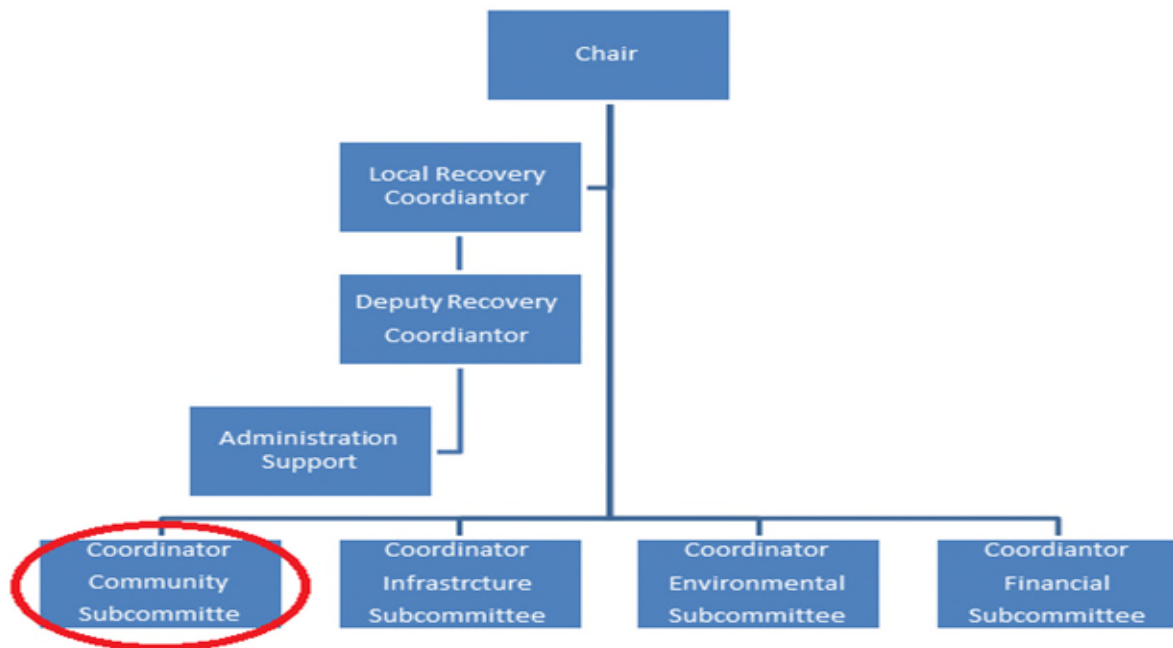 Chair
Local Recovery
Coordiantor
Deputy Recovery
Coordiantor
Administration
Support
Coordinator
Community
Subcommitte
Coordinator
Infrastrcture
Subcommittee
Coordinator
Environmental
Subcommittee
Coordiantor
Financial
Subcommittee